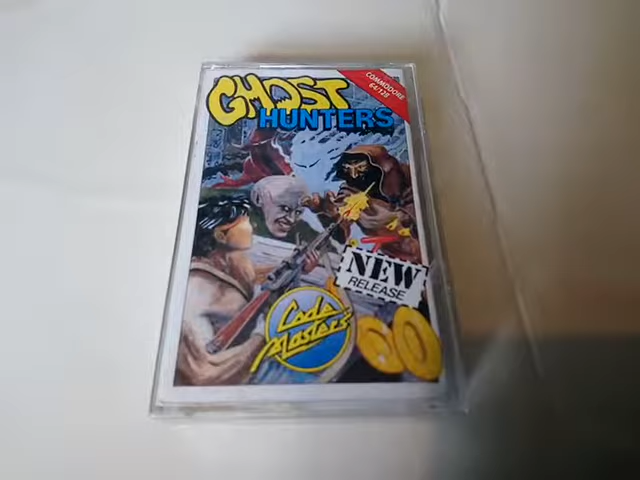 GHOST
HUNTERS
COMMODORE
64/128
NEW
RELEASE
Code
Masters